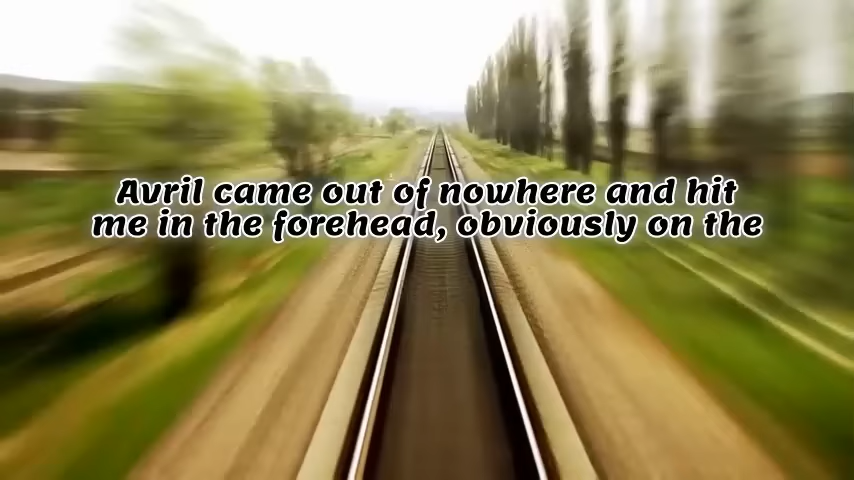 Avril came out of nowhere and hit
me in the forehead, obviously on the